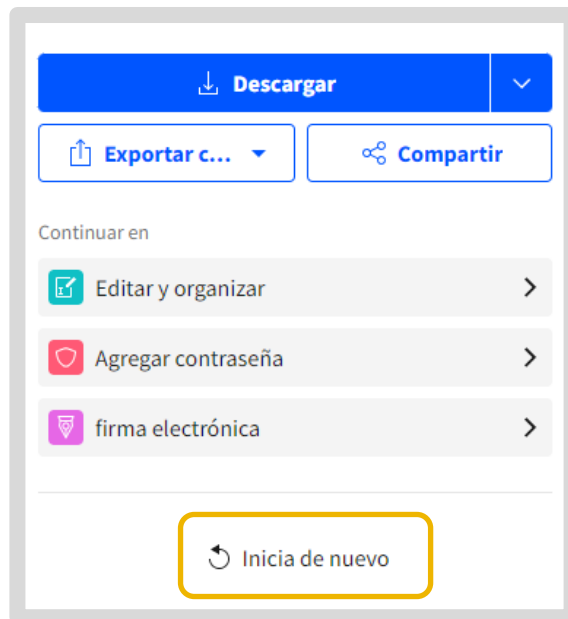 Descargar
Exportar c...
Compartir
Continuar en
Editar y organizar
Agregar contraseña
firma electrónica
Inicia de nuevo